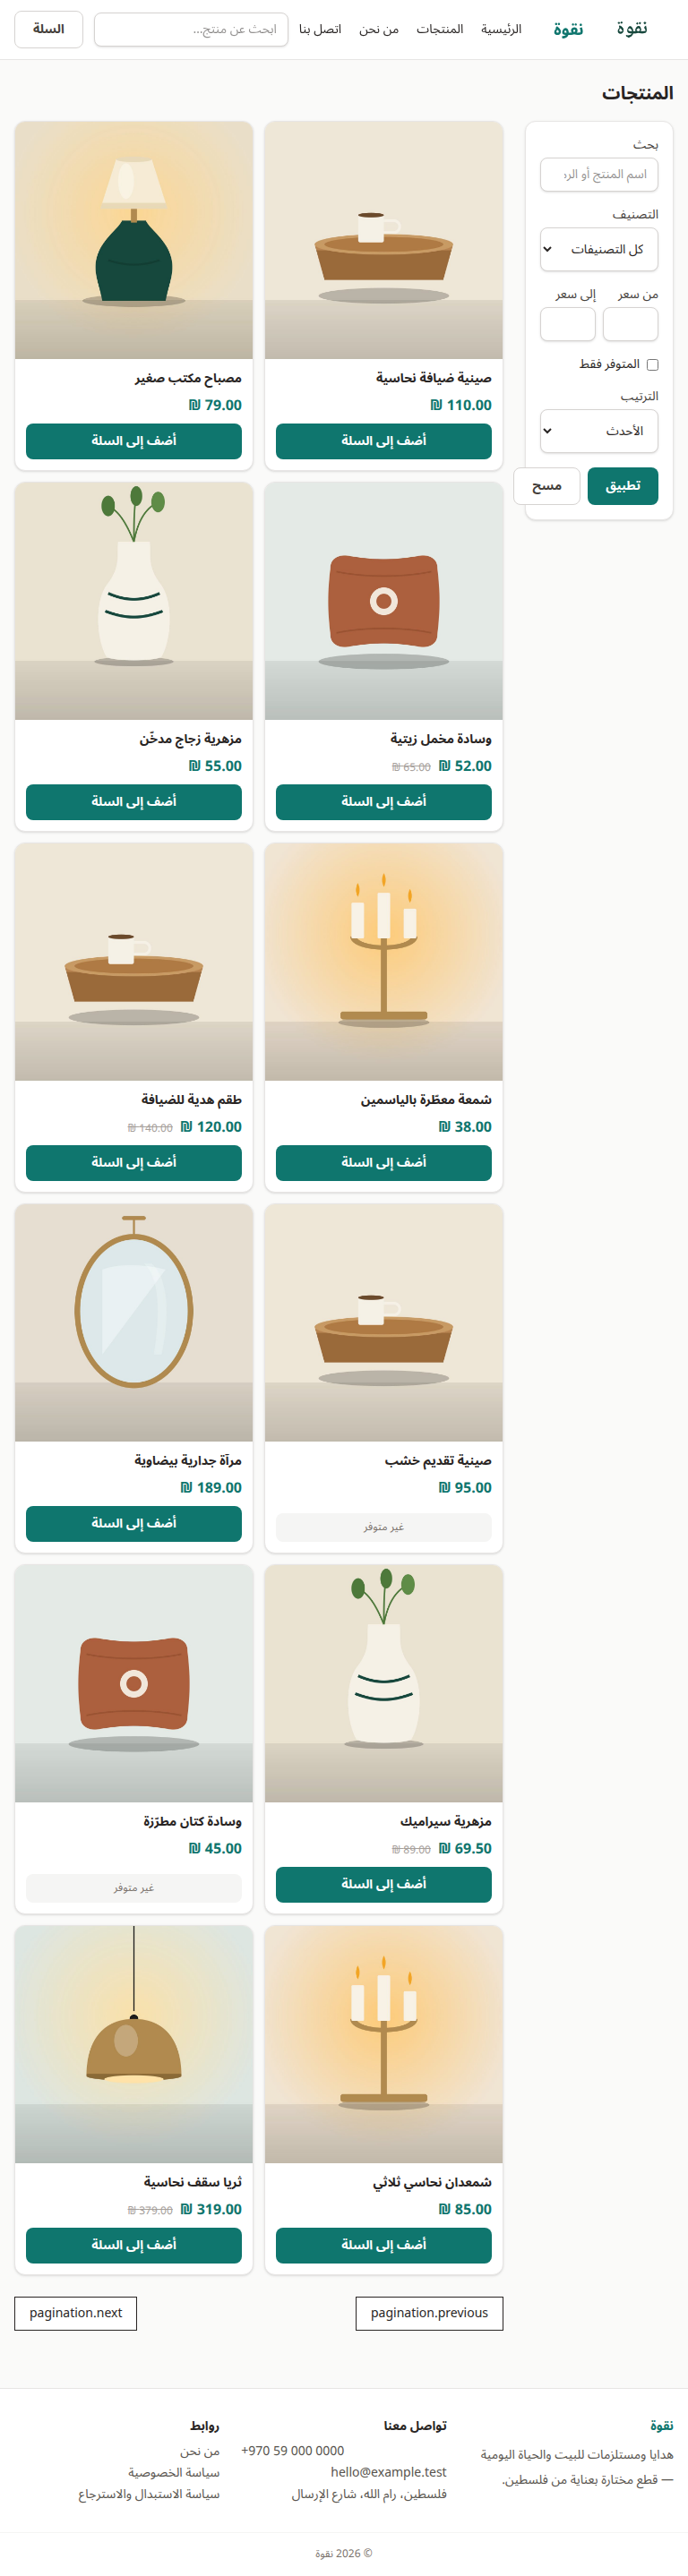 نقوة
نقوة
الرئيسية
المنتجات
من نحن
اتصل بنا
ابحث عن منتج...
السلة
المنتجات
بحث
التصنيف
كل التصنيفات
من سعر
إلى سعر
المتوفر فقط
الترتيب
الأحدث
تطبيق
مسح
صينية ضيافة نحاسية
110.00 ₪
أضف إلى السلة
مصباح مكتب صغير
79.00 ₪
أضف إلى السلة
وسادة مخمل زيتية
52.00 ₪ 65.00 ₪
أضف إلى السلة
مزهرية زجاج مدخّن
55.00 ₪
أضف إلى السلة
شمعة معطّرة بالياسمين
38.00 ₪
أضف إلى السلة
طقم هدية للضيافة
120.00 ₪ 140.00 ₪
أضف إلى السلة
صينية تقديم خشب
95.00 ₪
غير متوفر
مرآة جدارية بيضاوية
189.00 ₪
أضف إلى السلة
مزهرية سيراميك
69.50 ₪ 89.00 ₪
أضف إلى السلة
وسادة كتان مطرّزة
45.00 ₪
غير متوفر
شمعدان نحاسي ثلاثي
85.00 ₪
أضف إلى السلة
ثريا سقف نحاسية
319.00 ₪ 379.00 ₪
أضف إلى السلة
pagination.previous
pagination.next
نقوة
هدايا ومستلزمات للبيت والحياة اليومية
— قطع مختارة بعناية من فلسطين.
تواصل معنا
+970 59 000 0000
hello@example.test
فلسطين، رام الله، شارع الإرسال
روابط
من نحن
سياسة الخصوصية
سياسة الاستبدال والاسترجاع
© 2026 نقوة